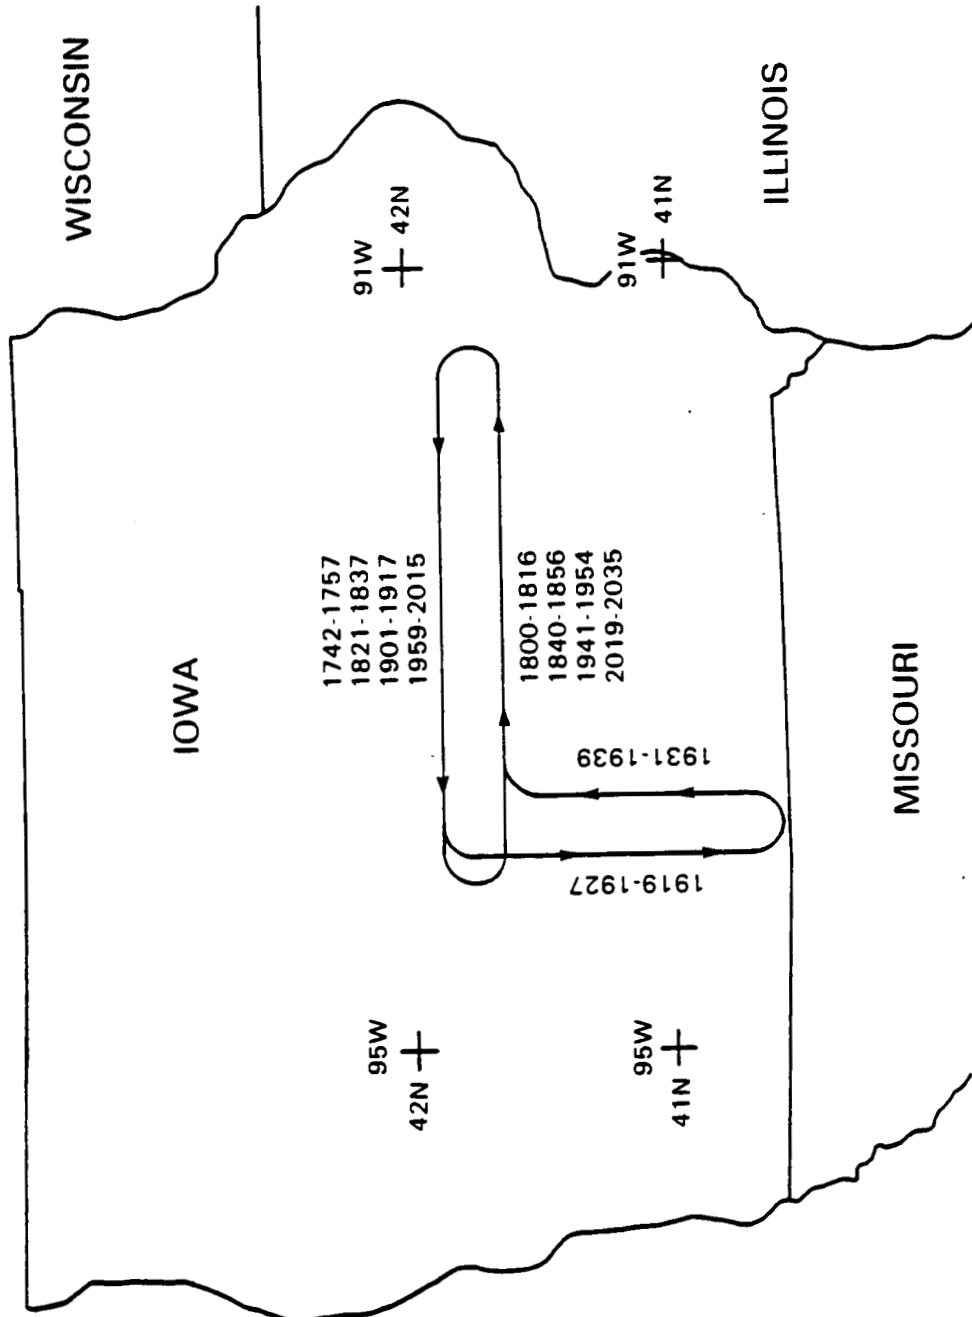 WISCONSIN
IOWA
ILLINOIS
MISSOURI
91W
42N
91W
41N
95W
42N
95W
41N
1742-1757
1821-1837
1901-1917
1959-2015
1800-1816
1840-1856
1941-1954
2019-2035
1931-1939
1919-1927